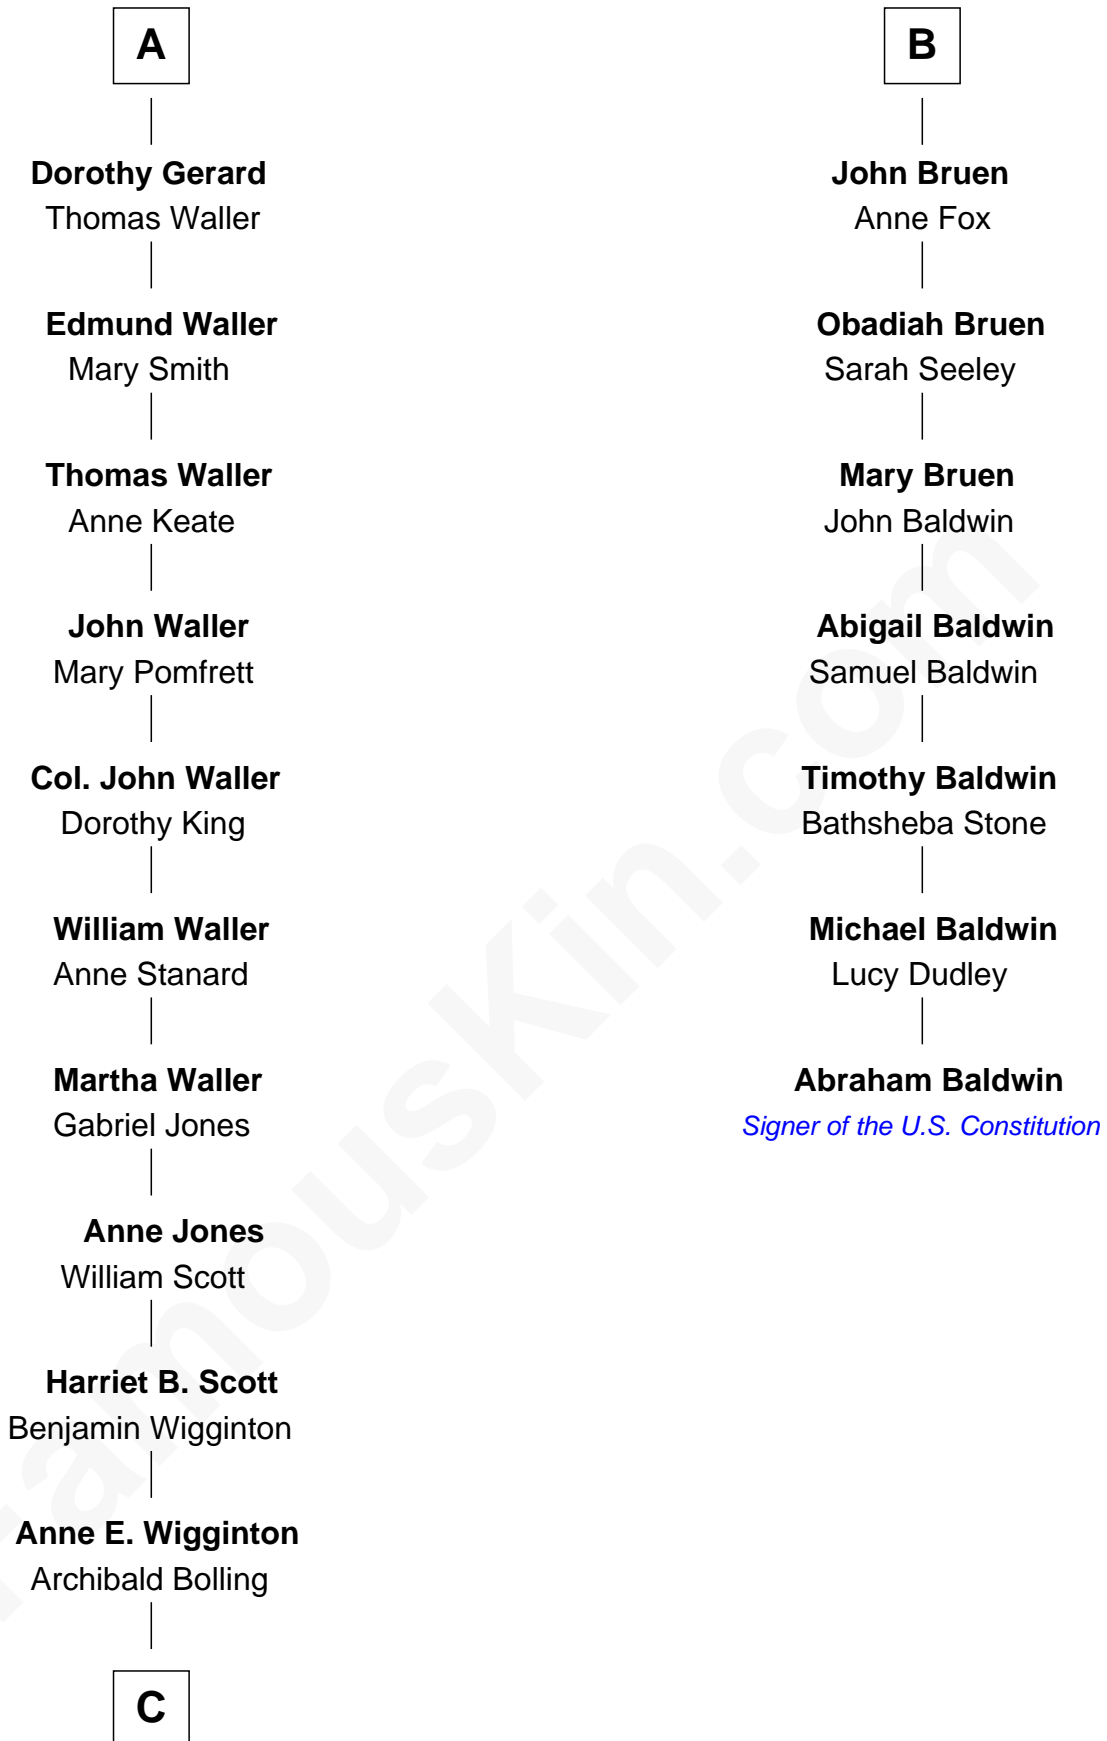 A
Dorothy Gerard
Thomas Waller
Edmund Waller
Mary Smith
Thomas Waller
Anne Keate
John Waller
Mary Pomfrett
Col. John Waller
Dorothy King
William Waller
Anne Stanard
Martha Waller
Gabriel Jones
Anne Jones
William Scott
Harriet B. Scott
Benjamin Wigginton
Anne E. Wigginton
Archibald Bolling
C
B
John Bruen
Anne Fox
Obadiah Bruen
Sarah Seeley
Mary Bruen
John Baldwin
Abigail Baldwin
Samuel Baldwin
Timothy Baldwin
Bathsheba Stone
Michael Baldwin
Lucy Dudley
Abraham Baldwin
Signer of the U.S. Constitution
FamousKin.com